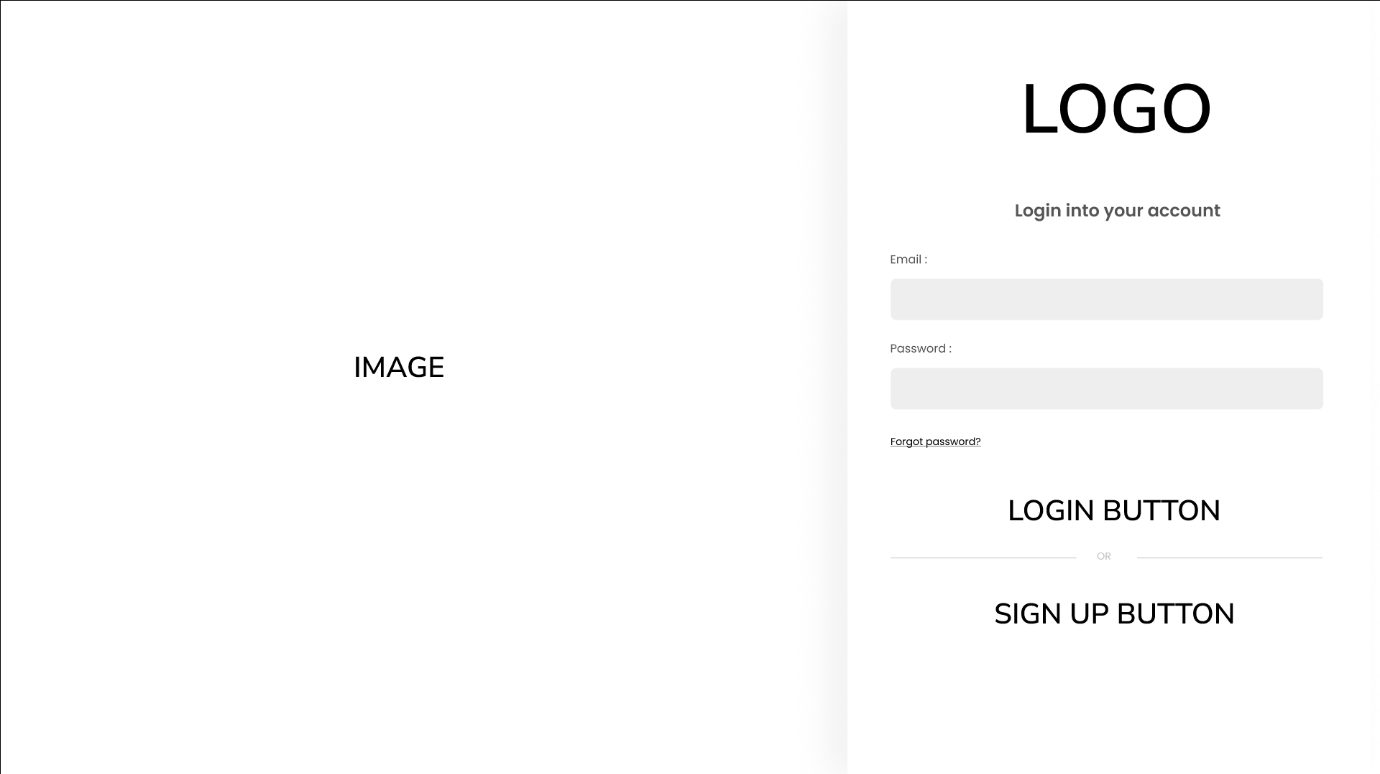 IMAGE
LOGO
Login into your account
Email :
Password :
Forgot password?
LOGIN BUTTON
OR
SIGN UP BUTTON